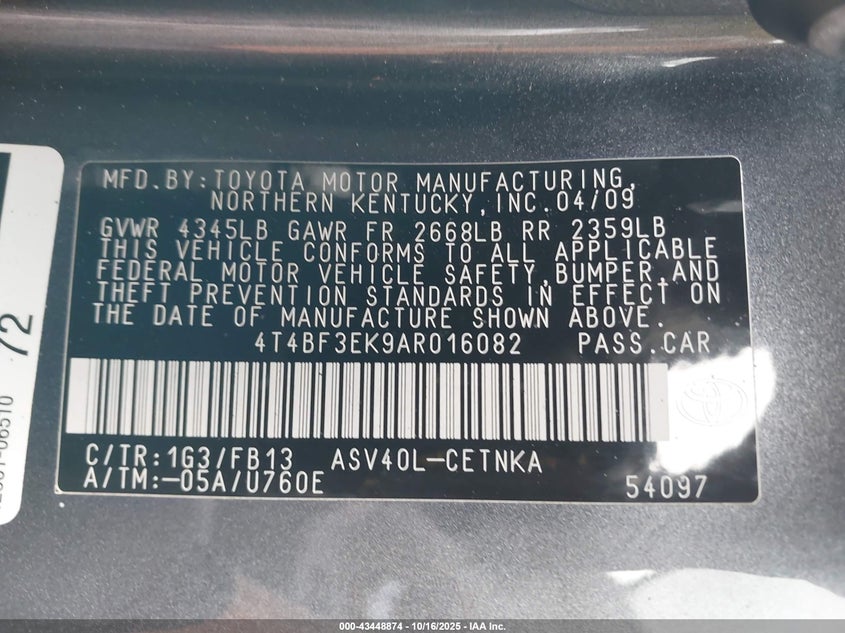 MFD.BY:TOYOTA MOTOR MANUFACTURING,
NORTHERN KENTUCKY,INC.04/09
GVWR 4345LB GAWR FR 2668LB RR 2359LB
THIS VEHICLE CONFORMS TO ALL APPLICABLE
FEDERAL MOTOR VEHICLE SAFETY,BUMPER,AND
THEFT PREVENTION STANDARDS IN EFFECT ON
THE DATE OF MANUFACTURE SHOWN ABOVE.
4T4BF3EK9AR016082 PASS.CAR
C/TR:1G3/FB13 ASV40L-CETNKA
A/TM:-05A/U760E 54097
72
000-43448874 | 10/16/2025 - IAA Inc.